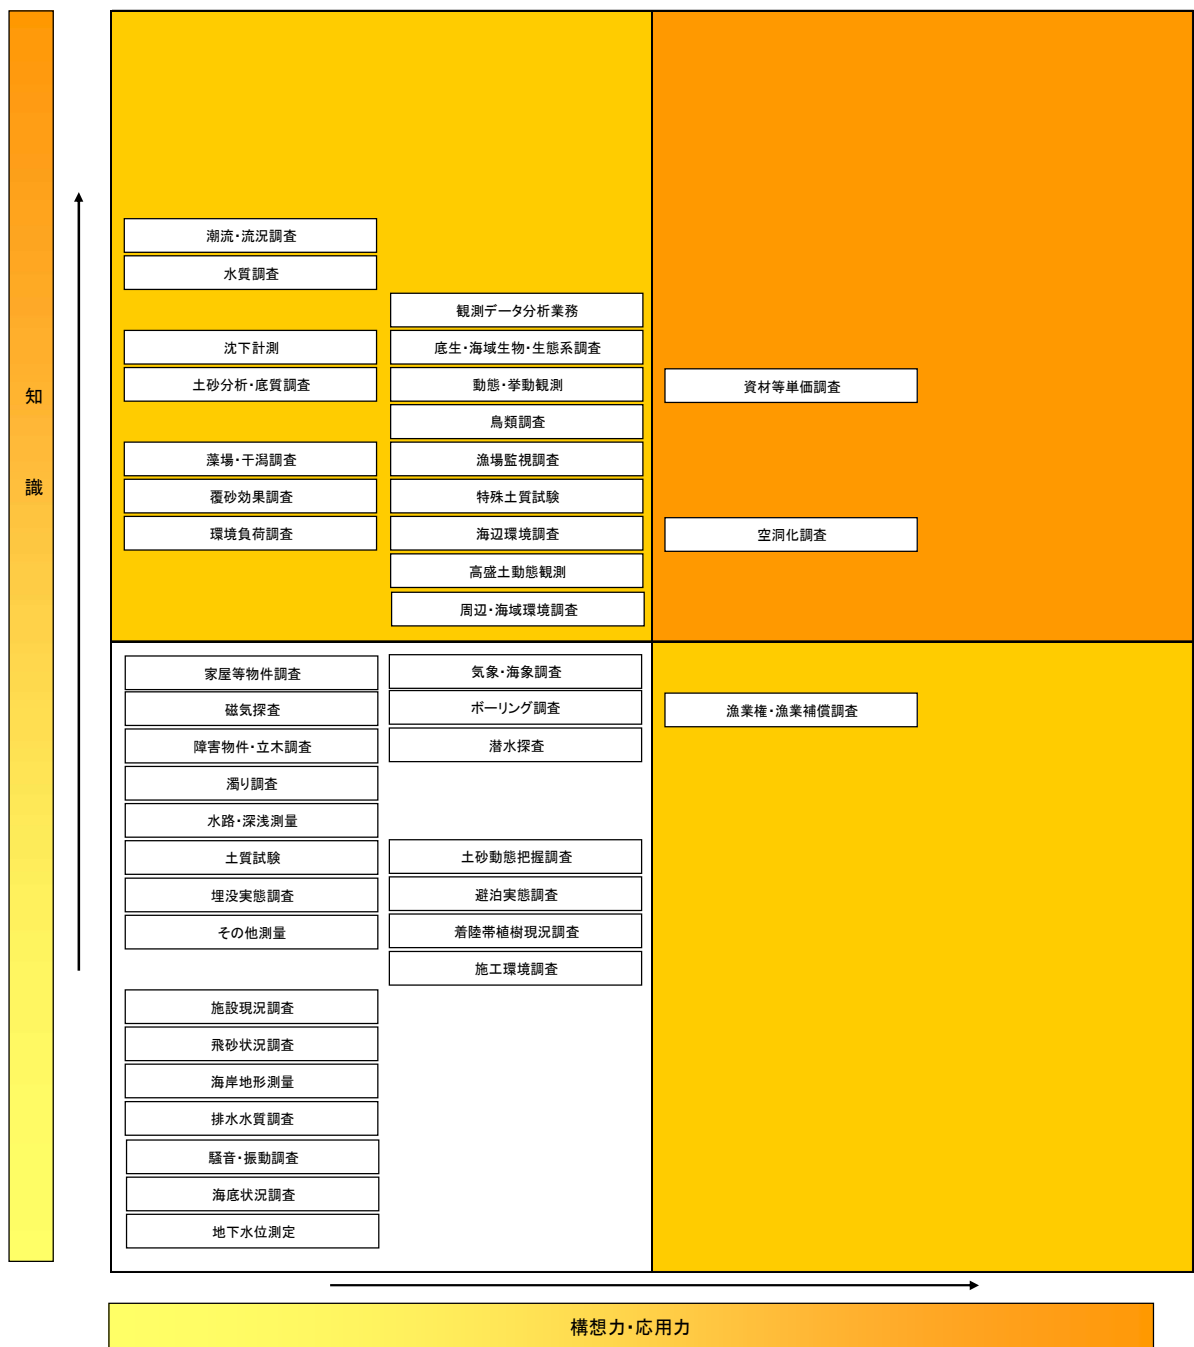 知
識
潮流・流況調査
水質調査
沈下計測
土砂分析・底質調査
藻場・干潟調査
覆砂効果調査
環境負荷調査
観測データ分析業務
底生・海域生物・生態系調査
動態・挙動観測
鳥類調査
漁場監視調査
特殊土質試験
海辺環境調査
高盛土動態観測
周辺・海域環境調査
資材等単価調査
空洞化調査
家屋等物件調査
磁気探査
障害物件・立木調査
濁り調査
水路・深浅測量
土質試験
埋没実態調査
その他測量
施設現況調査
飛砂状況調査
海岸地形測量
排水水質調査
騒音・振動調査
海底状況調査
地下水位測定
気象・海象調査
ボーリング調査
潜水探査
土砂動態把握調査
避泊実態調査
着陸帯植樹現況調査
施工環境調査
漁業権・漁業補償調査
構想力・応用力